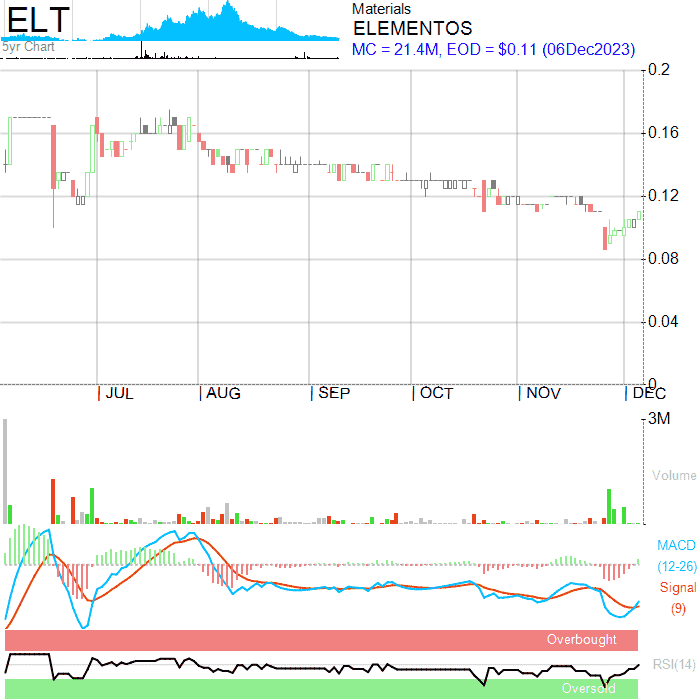 ELT
5yr Chart
Materials
ELEMENTOS
MC = 21.4M, EOD = $0.11 (06Dec2023)
0.2
0.16
0.12
0.08
0.04
0
JUL AUG SEP OCT NOV DEC
3M
Volume
MACD
(12-26)
Signal
(9)
Overbought
RSI(14)
Oversold